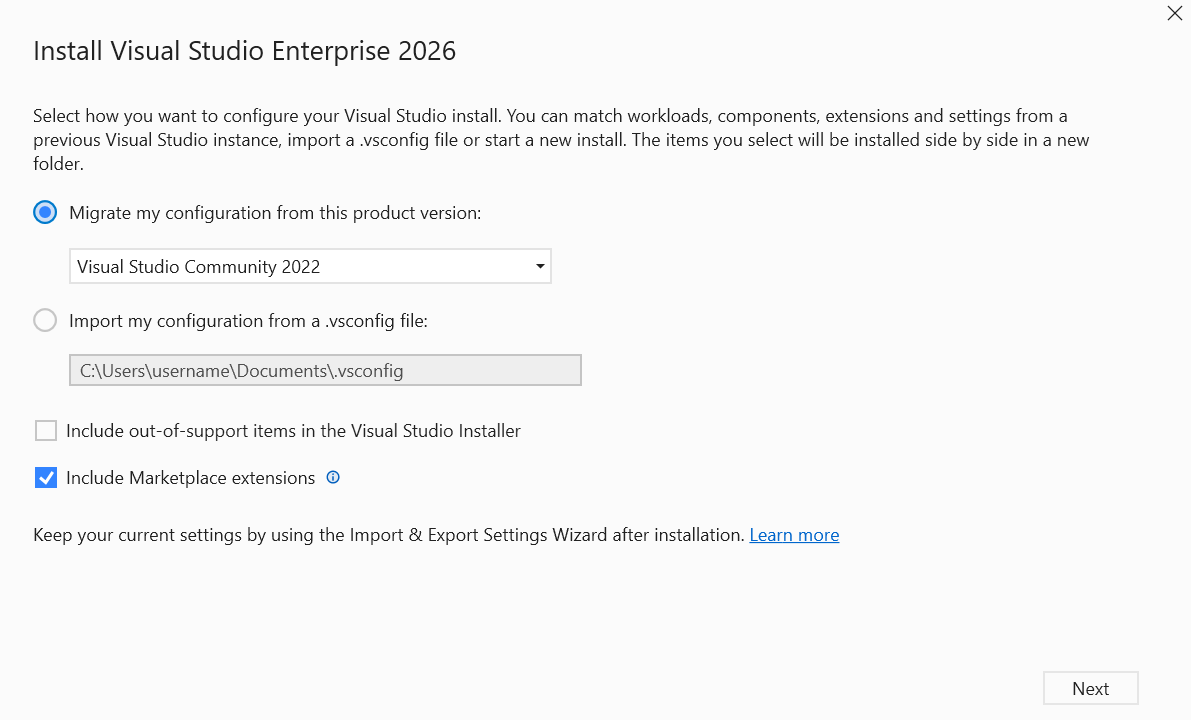 Install Visual Studio Enterprise 2026
Select how you want to configure your Visual Studio install. You can match workloads, components, extensions and settings from a
previous Visual Studio instance, import a .vsconfig file or start a new install. The items you select will be installed side by side in a new
folder.
Migrate my configuration from this product version:
Visual Studio Community 2022
Import my configuration from a .vsconfig file:
C:\Users\username\Documents\.vsconfig
Include out-of-support items in the Visual Studio Installer
Include Marketplace extensions
Keep your current settings by using the Import & Export Settings Wizard after installation. Learn more
Next